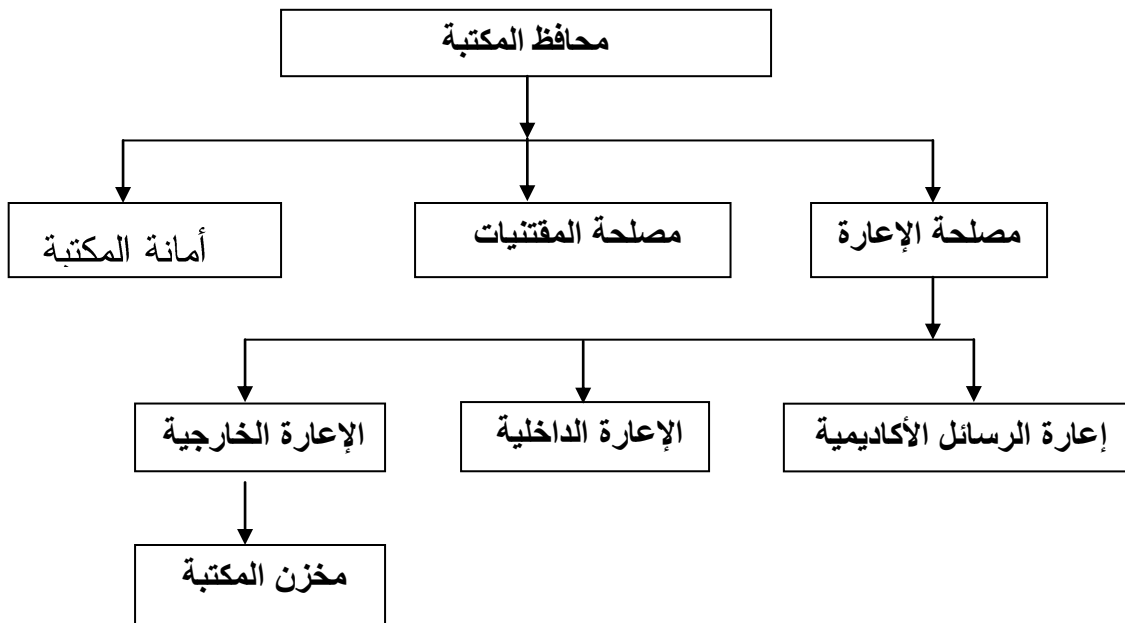 محافظ المكتبة
مصلحة الإعارة
مصلحة المقتنيات
أمانة المكتبة
إعارة الرسائل الأكاديمية
الإعارة الداخلية
الإعارة الخارجية
مخزن المكتبة